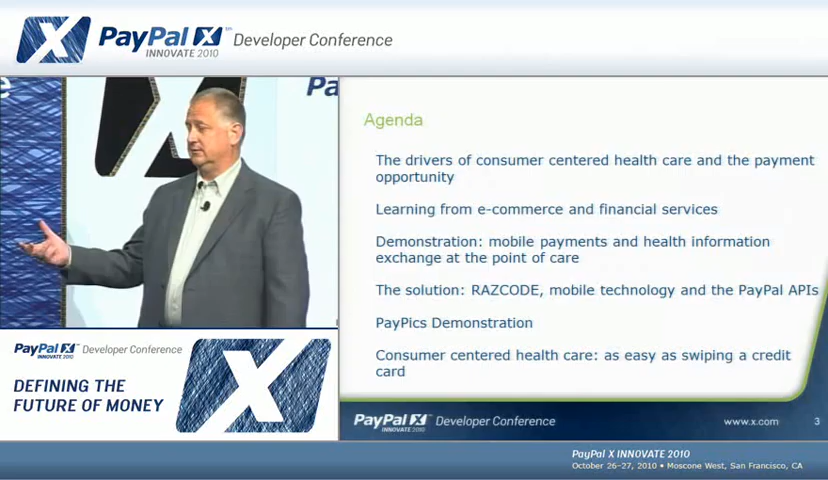 X PayPal X℠ Developer Conference
INNOVATE 2010
Pa
Agenda
The drivers of consumer centered health care and the payment
opportunity
Learning from e-commerce and financial services
Demonstration: mobile payments and health information
exchange at the point of care
The solution: RAZCODE, mobile technology and the PayPal APIs
PayPics Demonstration
Consumer centered health care: as easy as swiping a credit
card
PayPal X Developer Conference
INNOVATE 2010
DEFINING THE
FUTURE OF MONEY
X
PayPal X Developer Conference
INNOVATE 2010
www.x.com 3
PayPal X INNOVATE 2010
October 26-27, 2010 • Moscone West, San Francisco, CA